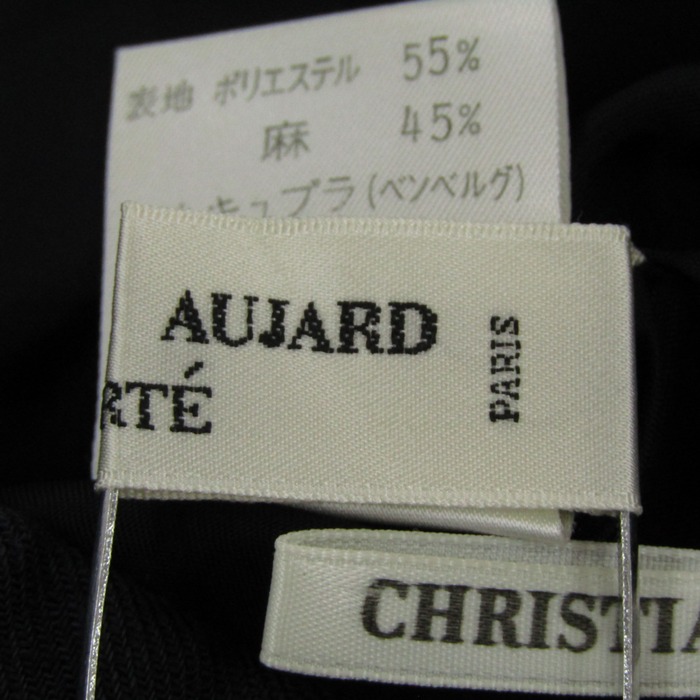 表地 ポリエステル 55%
麻 45%
キュプラ(ベンベルグ)
AUJARD
PARIS
RTÉ
CHRISTIA